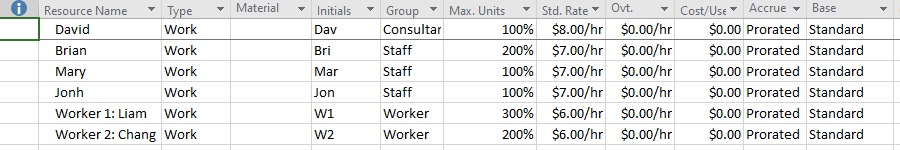 Resource Name Type Material Initials Group Max. Units Std. Rate Ovt. Cost/Use Accrue Base
David Work Dav Consultan 100% $8.00/hr $0.00/hr $0.00 Prorated Standard
Brian Work Bri Staff 200% $7.00/hr $0.00/hr $0.00 Prorated Standard
Mary Work Mar Staff 100% $7.00/hr $0.00/hr $0.00 Prorated Standard
Jonh Work Jon Staff 100% $7.00/hr $0.00/hr $0.00 Prorated Standard
Worker 1: Liam Work W1 Worker 300% $6.00/hr $0.00/hr $0.00 Prorated Standard
Worker 2: Chang Work W2 Worker 200% $6.00/hr $0.00/hr $0.00 Prorated Standard